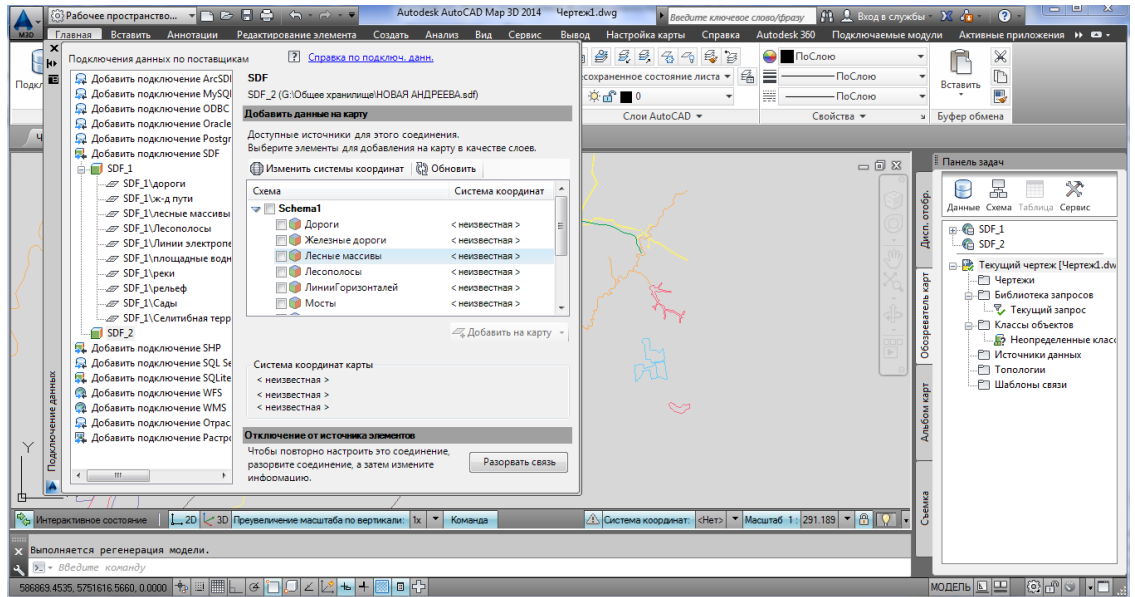 Рабочее пространство...
Autodesk AutoCAD Map 3D 2014 Чертеж1.dwg
Введите ключевое слово/фразу
Вход в службы
M3D
Главная Вставить Аннотации Редактирование элемента Создать Анализ Вид Сервис Вывод Настройка карты Справка Autodesk 360 Подключаемые модули Активные приложения
Подкл
Подключения данных по поставщикам
Справка по подключ. данн.
Добавить подключение ArcSDI
Добавить подключение MySQl
Добавить подключение ODBC
Добавить подключение Oracle
Добавить подключение Postgr
Добавить подключение SDF
SDF_1
SDF_1\дороги
SDF_1\ж-д пути
SDF_1\лесные массивы
SDF_1\Лесополосы
SDF_1\Линии электропе
SDF_1\площадные водн
SDF_1\реки
SDF_1\рельеф
SDF_1\Сады
SDF_1\Селитибная терр
SDF_2
Добавить подключение SHP
Добавить подключение SQL Se
Добавить подключение SQLite
Добавить подключение WFS
Добавить подключение WMS
Добавить подключение Отрас
Добавить подключение Растро
Подключение данных
SDF
SDF_2 (G:\Общее хранилище\НОВАЯ АНДРЕЕВА.sdf)
Добавить данные на карту
Доступные источники для этого соединения.
Выберите элементы для добавления на карту в качестве слоев.
Изменить системы координат Обновить
Схема Система координат
Schema1
Дороги < неизвестная >
Железные дороги < неизвестная >
Лесные массивы < неизвестная >
Лесополосы < неизвестная >
ЛинииГоризонталей < неизвестная >
Мосты < неизвестная >
Добавить на карту
Система координат карты
< неизвестная >
< неизвестная >
< неизвестная >
Отключение от источника элементов
Чтобы повторно настроить это соединение,
разорвите соединение, а затем измените
информацию.
Разорвать связь
сохраненное состояние листа
0
Слои AutoCAD
ПоСлою
ПоСлою
ПоСлою
Свойства
Вставить
Буфер обмена
Панель задач
Данные Схема Таблица Сервис
Дисп. отобр.
Обозреватель карт
Альбом карт
Съемка
SDF_1
SDF_2
Текущий чертеж [Чертеж1.dw
Чертежи
Библиотека запросов
Текущий запрос
Классы объектов
Неопределенные класс
Источники данных
Топологии
Шаблоны связи
Y
Интерактивное состояние 2D 3D Преувеличение масштаба по вертикали: 1x Команда
Система координат: <Нет> Масштаб 1 : 291.189
Выполняется регенерация модели.
Введите команду
586869.4535, 5751616.5660, 0.0000
МОДЕЛЬ